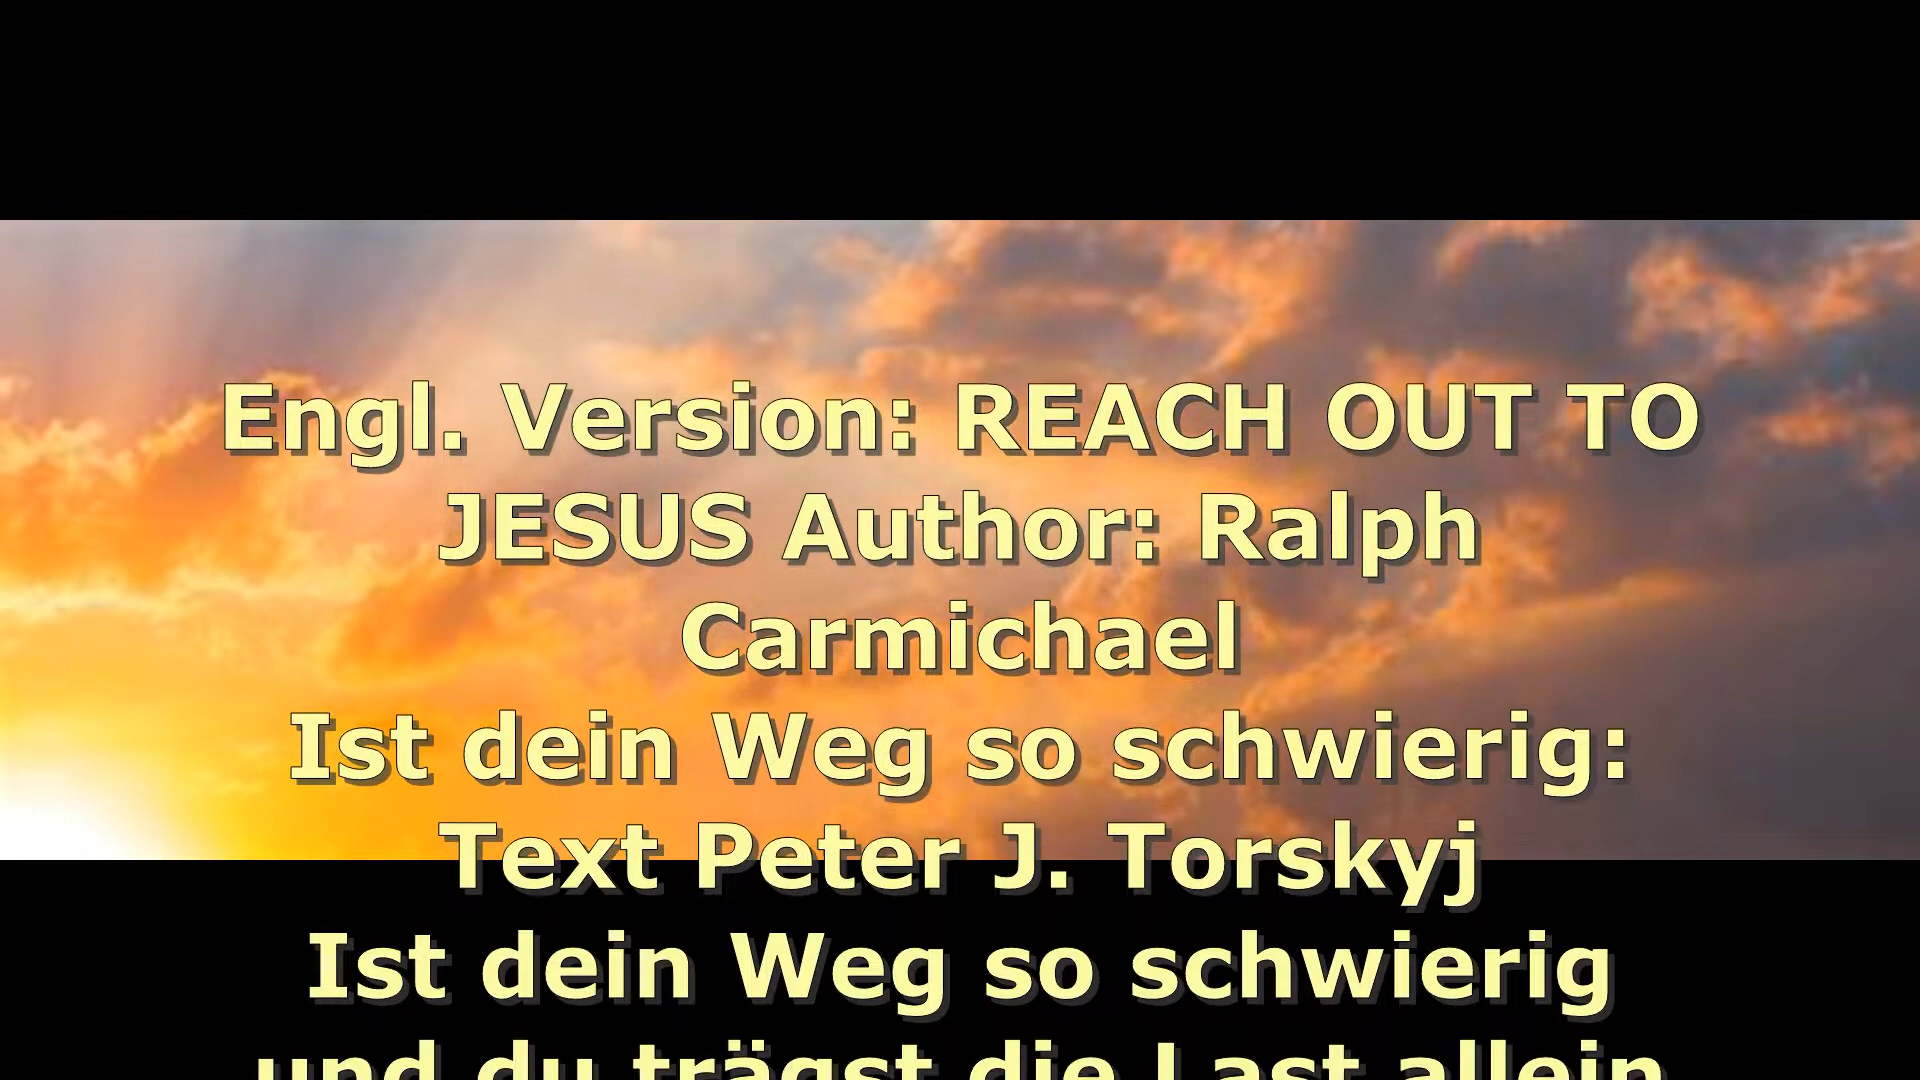 Engl. Version: REACH OUT TO
JESUS Author: Ralph
Carmichael
Ist dein Weg so schwierig:
Text Peter J. Torskyj
Ist dein Weg so schwierig
und du trägst die Last allein